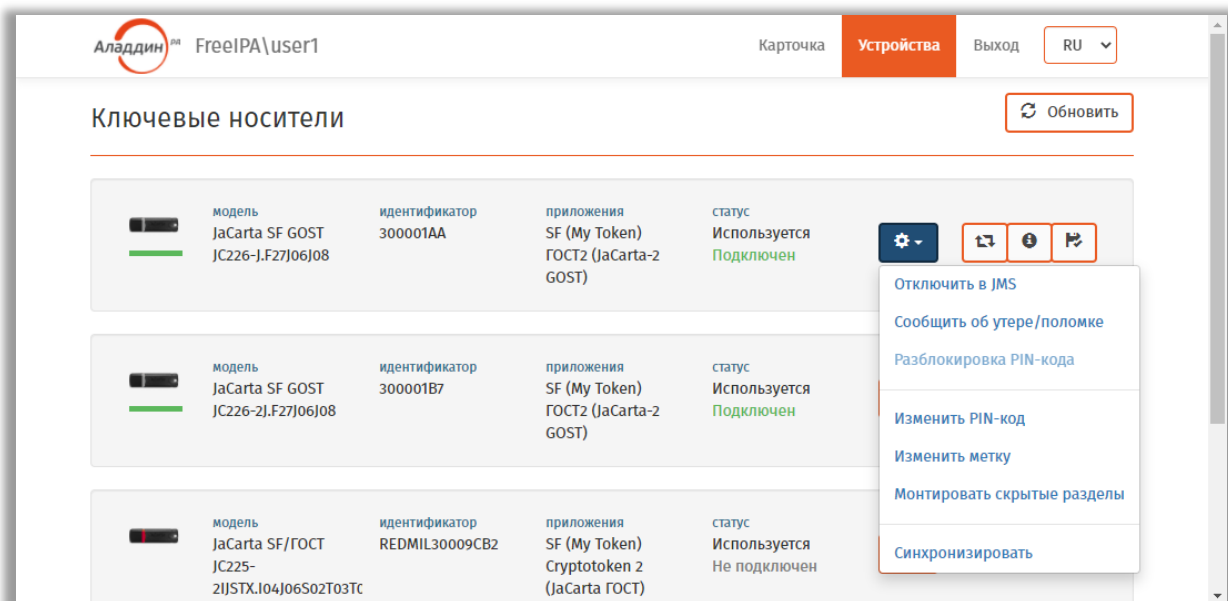 Аладдин РД FreeIPA\user1 Карточка Устройства Выход RU
Ключевые носители
Обновить
модель
JaCarta SF GOST
JC226-J.F27J06J08
идентификатор
300001AA
приложения
SF (My Token)
ГОСТ2 (JaCarta-2
GOST)
статус
Используется
Подключен
Отключить в JMS
Сообщить об утере/поломке
Разблокировка PIN-кода
Изменить PIN-код
Изменить метку
Монтировать скрытые разделы
Синхронизировать
модель
JaCarta SF GOST
JC226-2J.F27J06J08
идентификатор
300001B7
приложения
SF (My Token)
ГОСТ2 (JaCarta-2
GOST)
статус
Используется
Подключен
модель
JaCarta SF/ГОСТ
JC225-
идентификатор
REDMIL30009CB2
приложения
SF (My Token)
Cryptotoken 2
(JaCarta ГОСТ)
статус
Используется
Не подключен